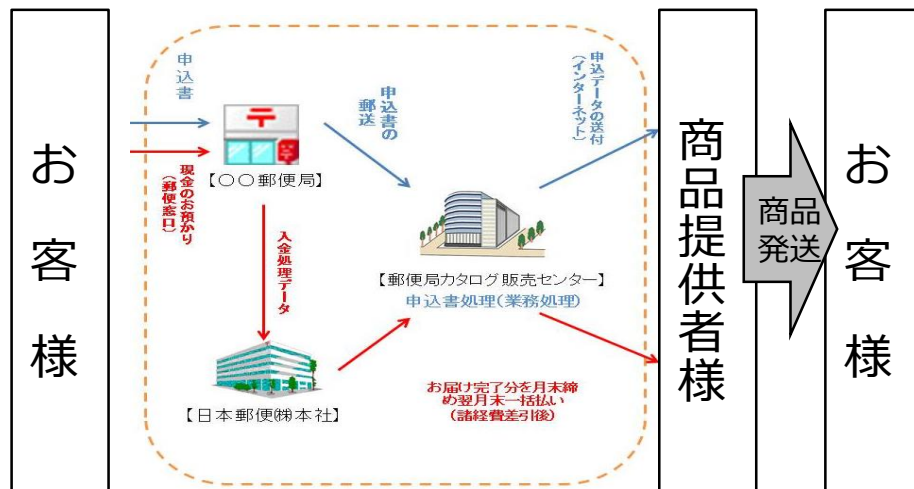 お客様
申込書
現金のお預かり
(郵便窓口)
【〇〇郵便局】
申込書の
郵送
申込データの送付
(インターネット)
入金処理データ
【郵便局カタログ販売センター】
申込書処理(業務処理)
【日本郵便㈱本社】
お届け完了分を月末締
め翌月末一括払い
(諸経費差引後)
商品提供者様
商品
発送
お客様